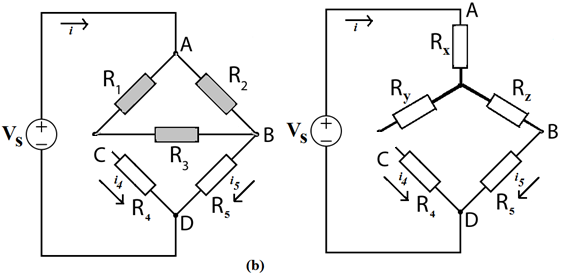 i
A
R1
R2
Vs
+
−
R3
B
C
i4
R4
i5
R5
D
i
A
Rx
Ry
Rz
Vs
+
−
B
C
i4
R4
i5
R5
D
(b)